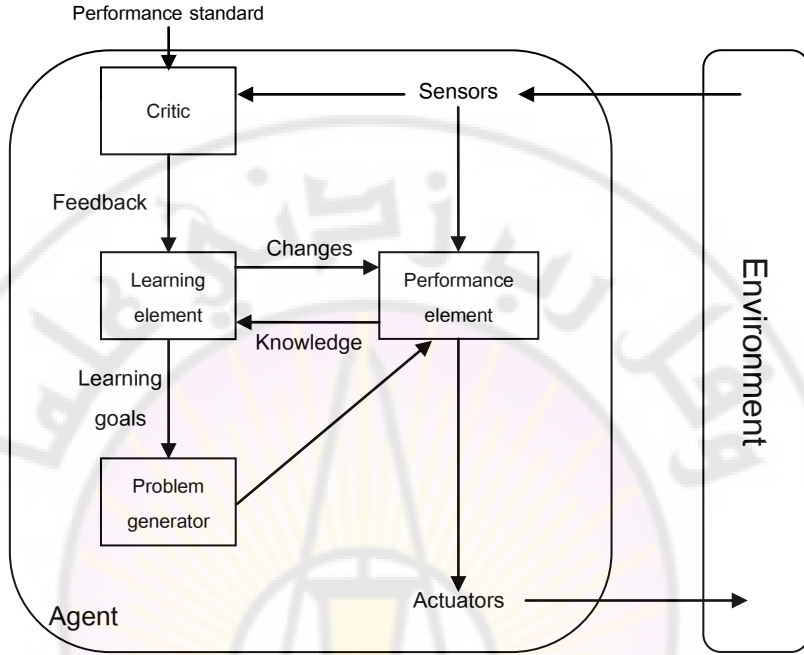 Performance standard
Critic
Sensors
Feedback
Changes
Learning
element
Performance
element
Knowledge
Learning
goals
Problem
generator
Agent
Actuators
Environment